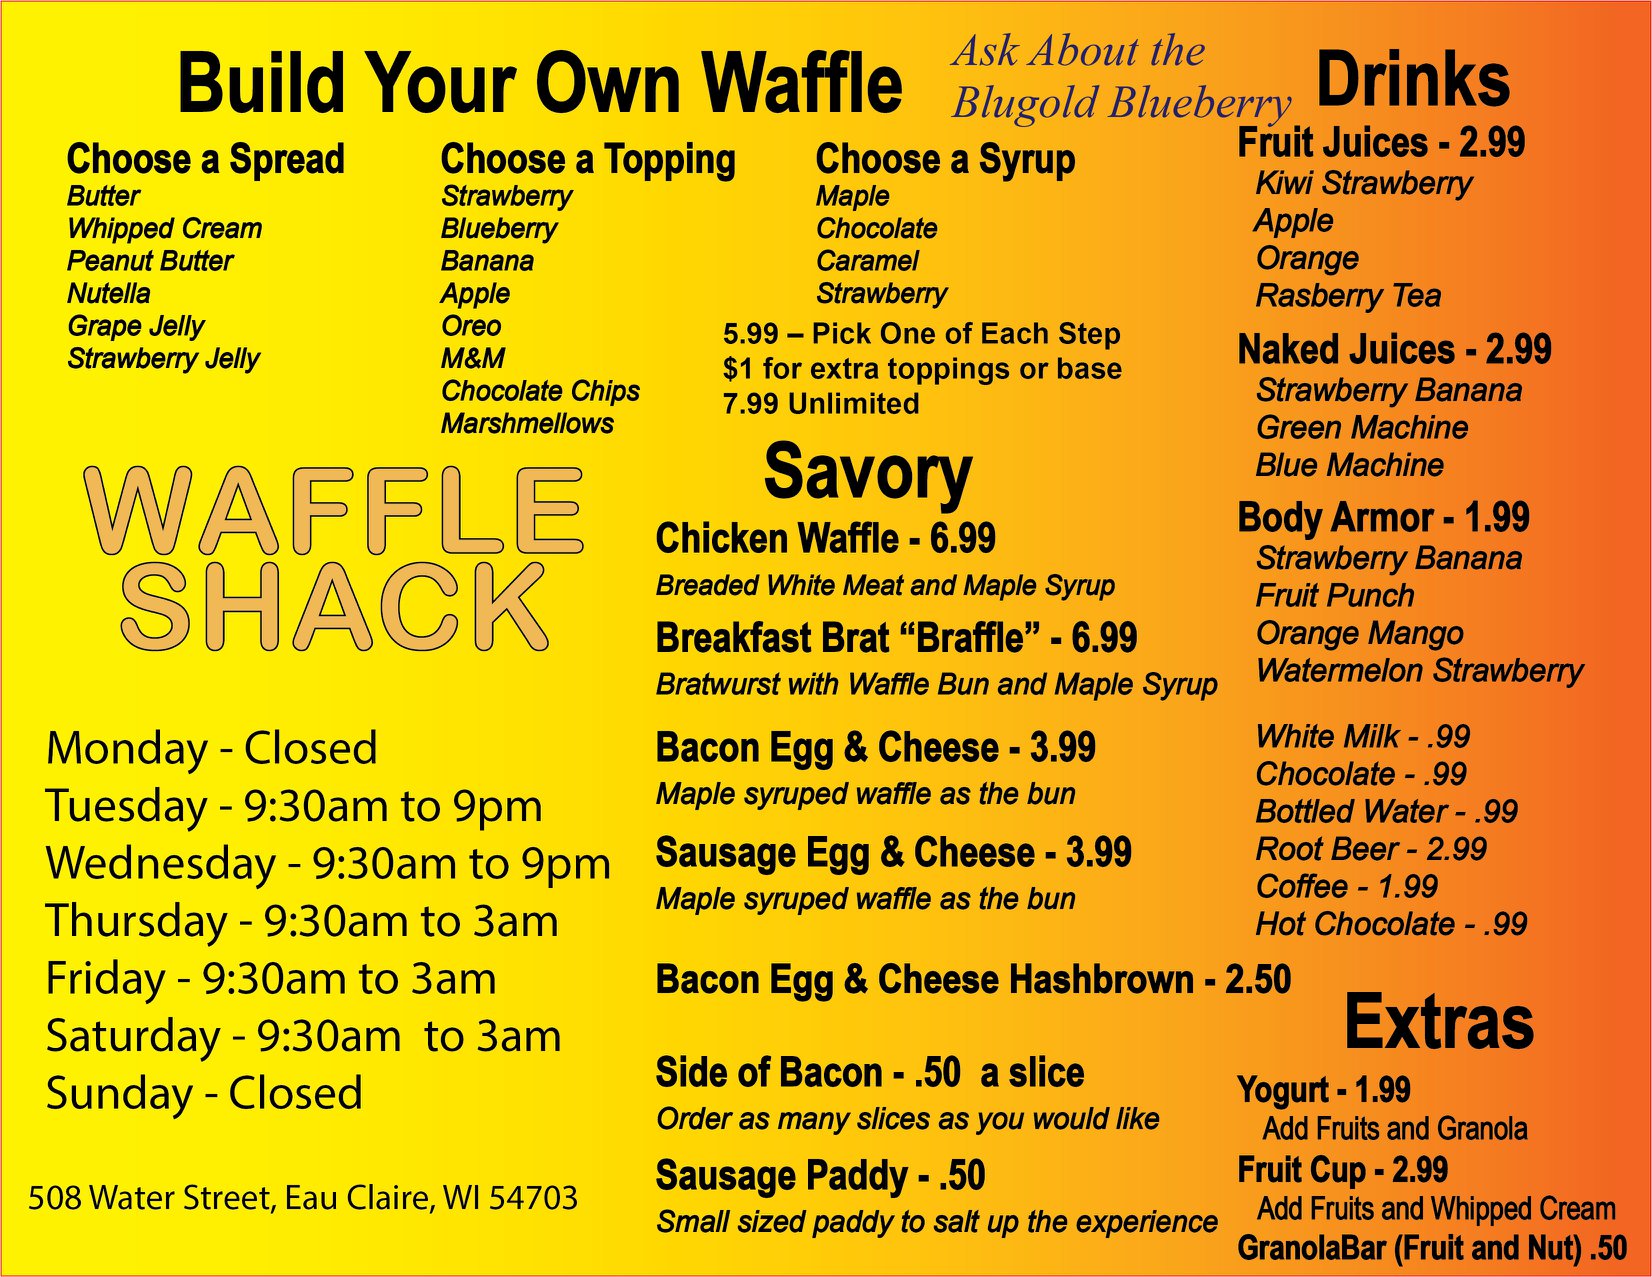 Build Your Own Waffle
Ask About the
Blugold Blueberry
Choose a Spread
Butter
Whipped Cream
Peanut Butter
Nutella
Grape Jelly
Strawberry Jelly
Choose a Topping
Strawberry
Blueberry
Banana
Apple
Oreo
M&M
Chocolate Chips
Marshmellows
Choose a Syrup
Maple
Chocolate
Caramel
Strawberry
5.99 – Pick One of Each Step
$1 for extra toppings or base
7.99 Unlimited
WAFFLE
SHACK
Monday - Closed
Tuesday - 9:30am to 9pm
Wednesday - 9:30am to 9pm
Thursday - 9:30am to 3am
Friday - 9:30am to 3am
Saturday - 9:30am  to 3am
Sunday - Closed
508 Water Street, Eau Claire, WI 54703
Savory
Chicken Waffle - 6.99
Breaded White Meat and Maple Syrup
Breakfast Brat “Braffle” - 6.99
Bratwurst with Waffle Bun and Maple Syrup
Bacon Egg & Cheese - 3.99
Maple syruped waffle as the bun
Sausage Egg & Cheese - 3.99
Maple syruped waffle as the bun
Bacon Egg & Cheese Hashbrown - 2.50
Side of Bacon - .50  a slice
Order as many slices as you would like
Sausage Paddy - .50
Small sized paddy to salt up the experience
Drinks
Fruit Juices - 2.99
Kiwi Strawberry
Apple
Orange
Rasberry Tea
Naked Juices - 2.99
Strawberry Banana
Green Machine
Blue Machine
Body Armor - 1.99
Strawberry Banana
Fruit Punch
Orange Mango
Watermelon Strawberry
White Milk - .99
Chocolate - .99
Bottled Water - .99
Root Beer - 2.99
Coffee - 1.99
Hot Chocolate - .99
Extras
Yogurt - 1.99
Add Fruits and Granola
Fruit Cup - 2.99
Add Fruits and Whipped Cream
GranolaBar (Fruit and Nut) .50